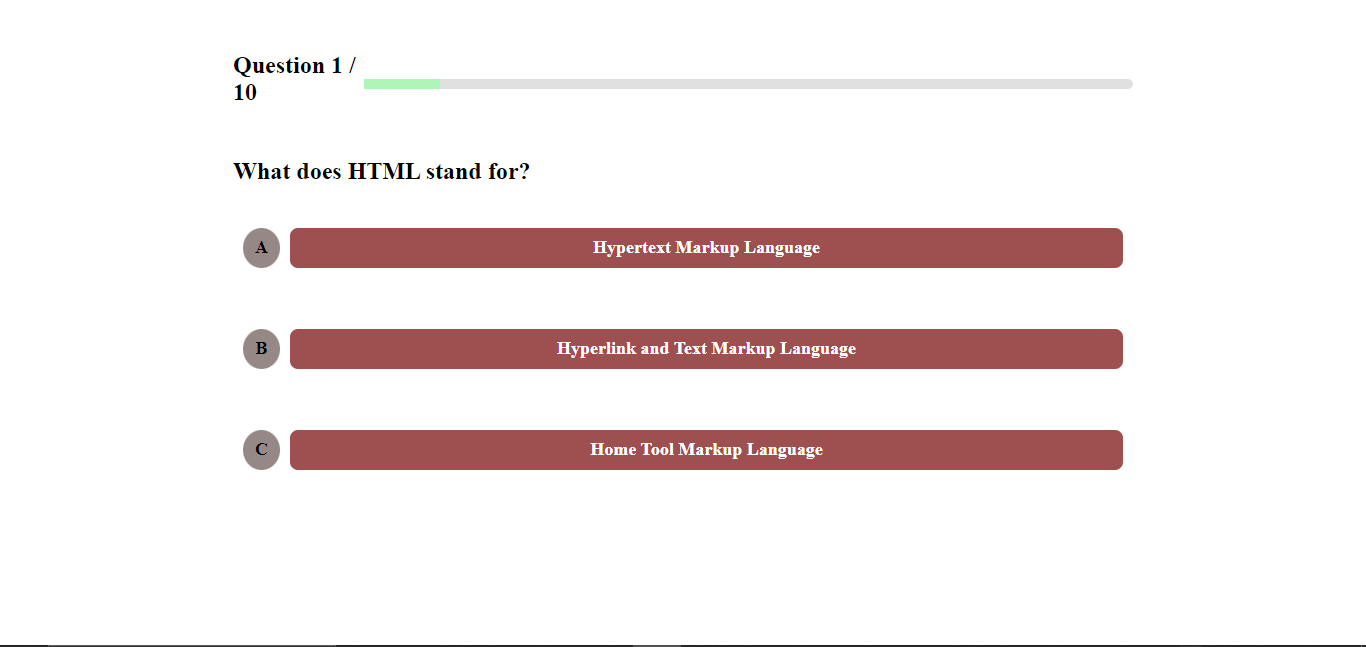 Question 1 /
10
What does HTML stand for?
A Hypertext Markup Language
B Hyperlink and Text Markup Language
C Home Tool Markup Language